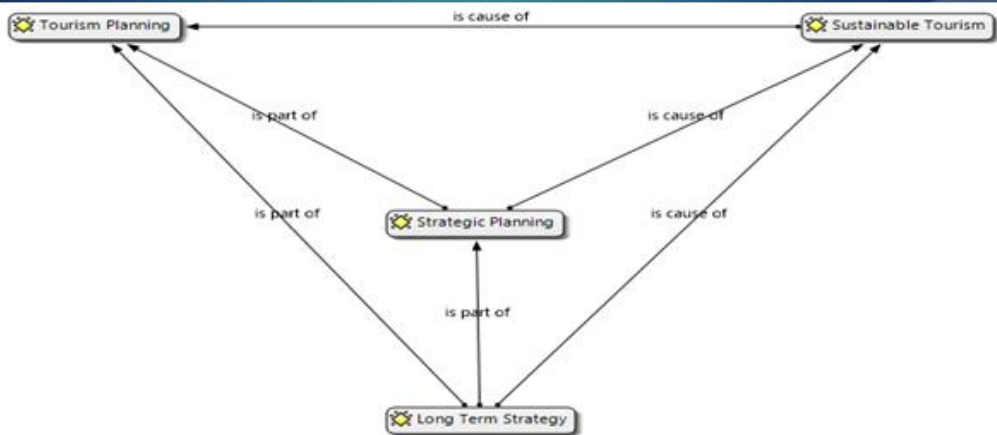 is cause of
Tourism Planning
Sustainable Tourism
is part of
is cause of
is part of
is cause of
Strategic Planning
is part of
Long Term Strategy